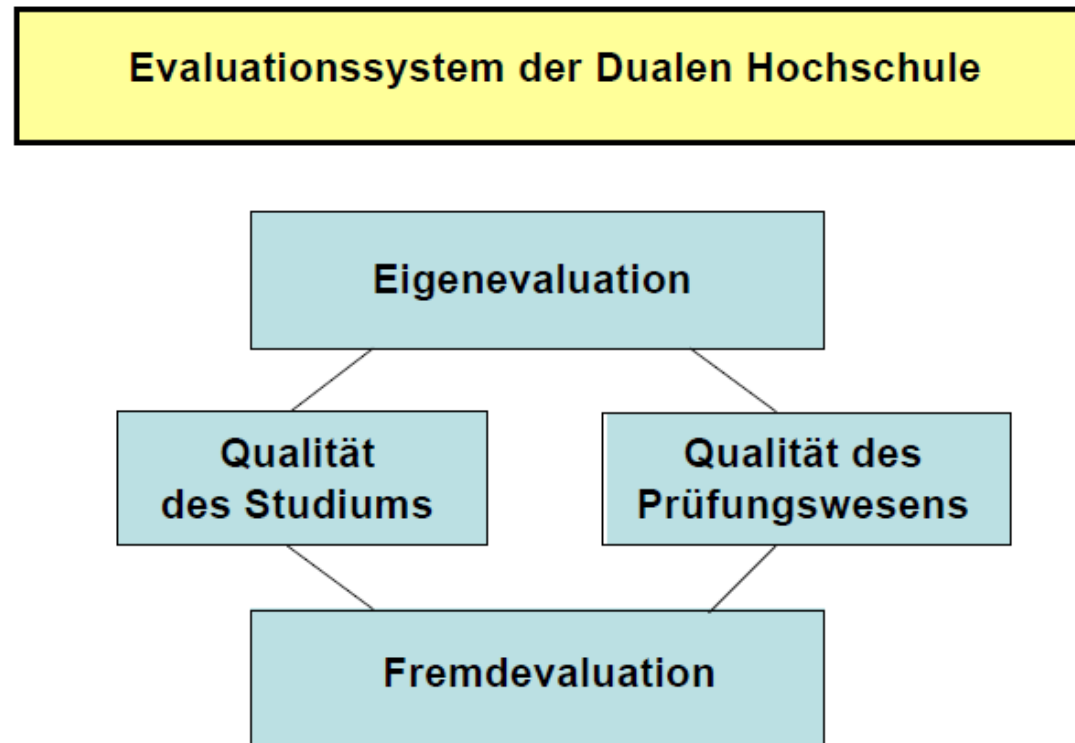 Evaluationssystem der Dualen Hochschule
Eigenevaluation
Qualität
des Studiums
Qualität des
Prüfungswesens
Fremdevaluation